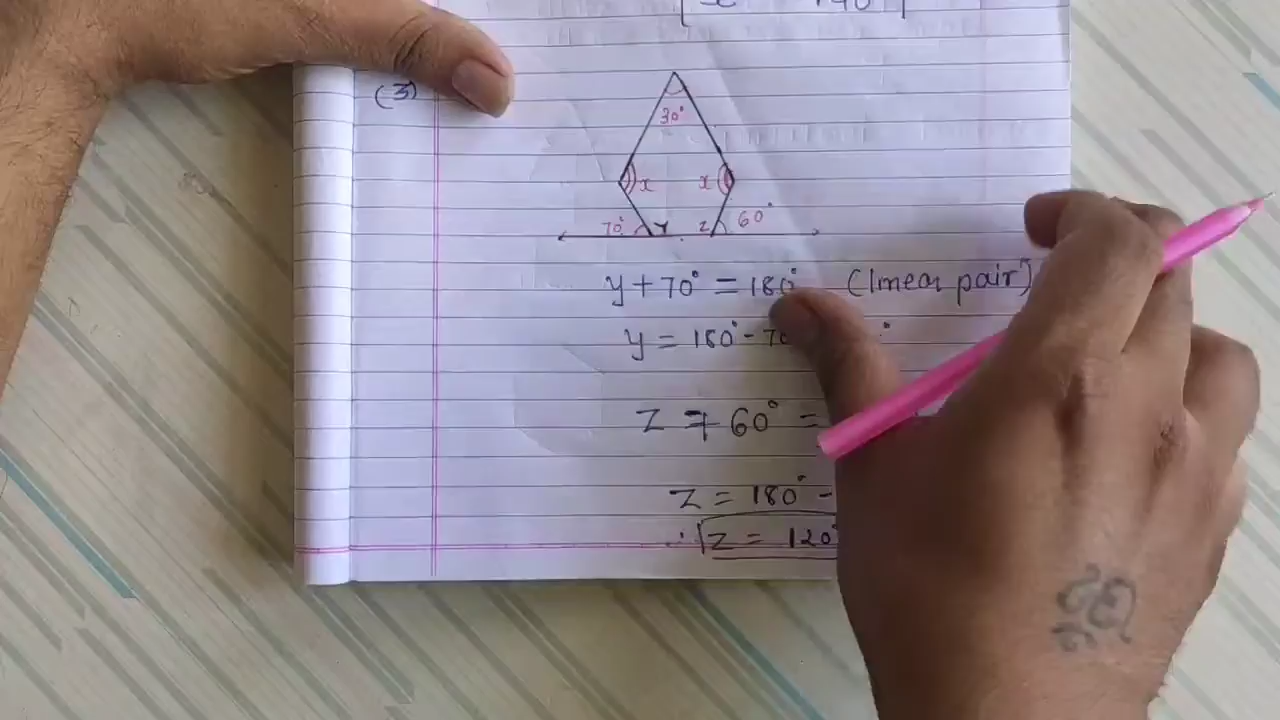 (3)
30°
x x
70° y z 60°
y + 70° = 180° (linear pair)
y = 180° - 70
z + 60° =
z = 180° -
∴ z = 120°